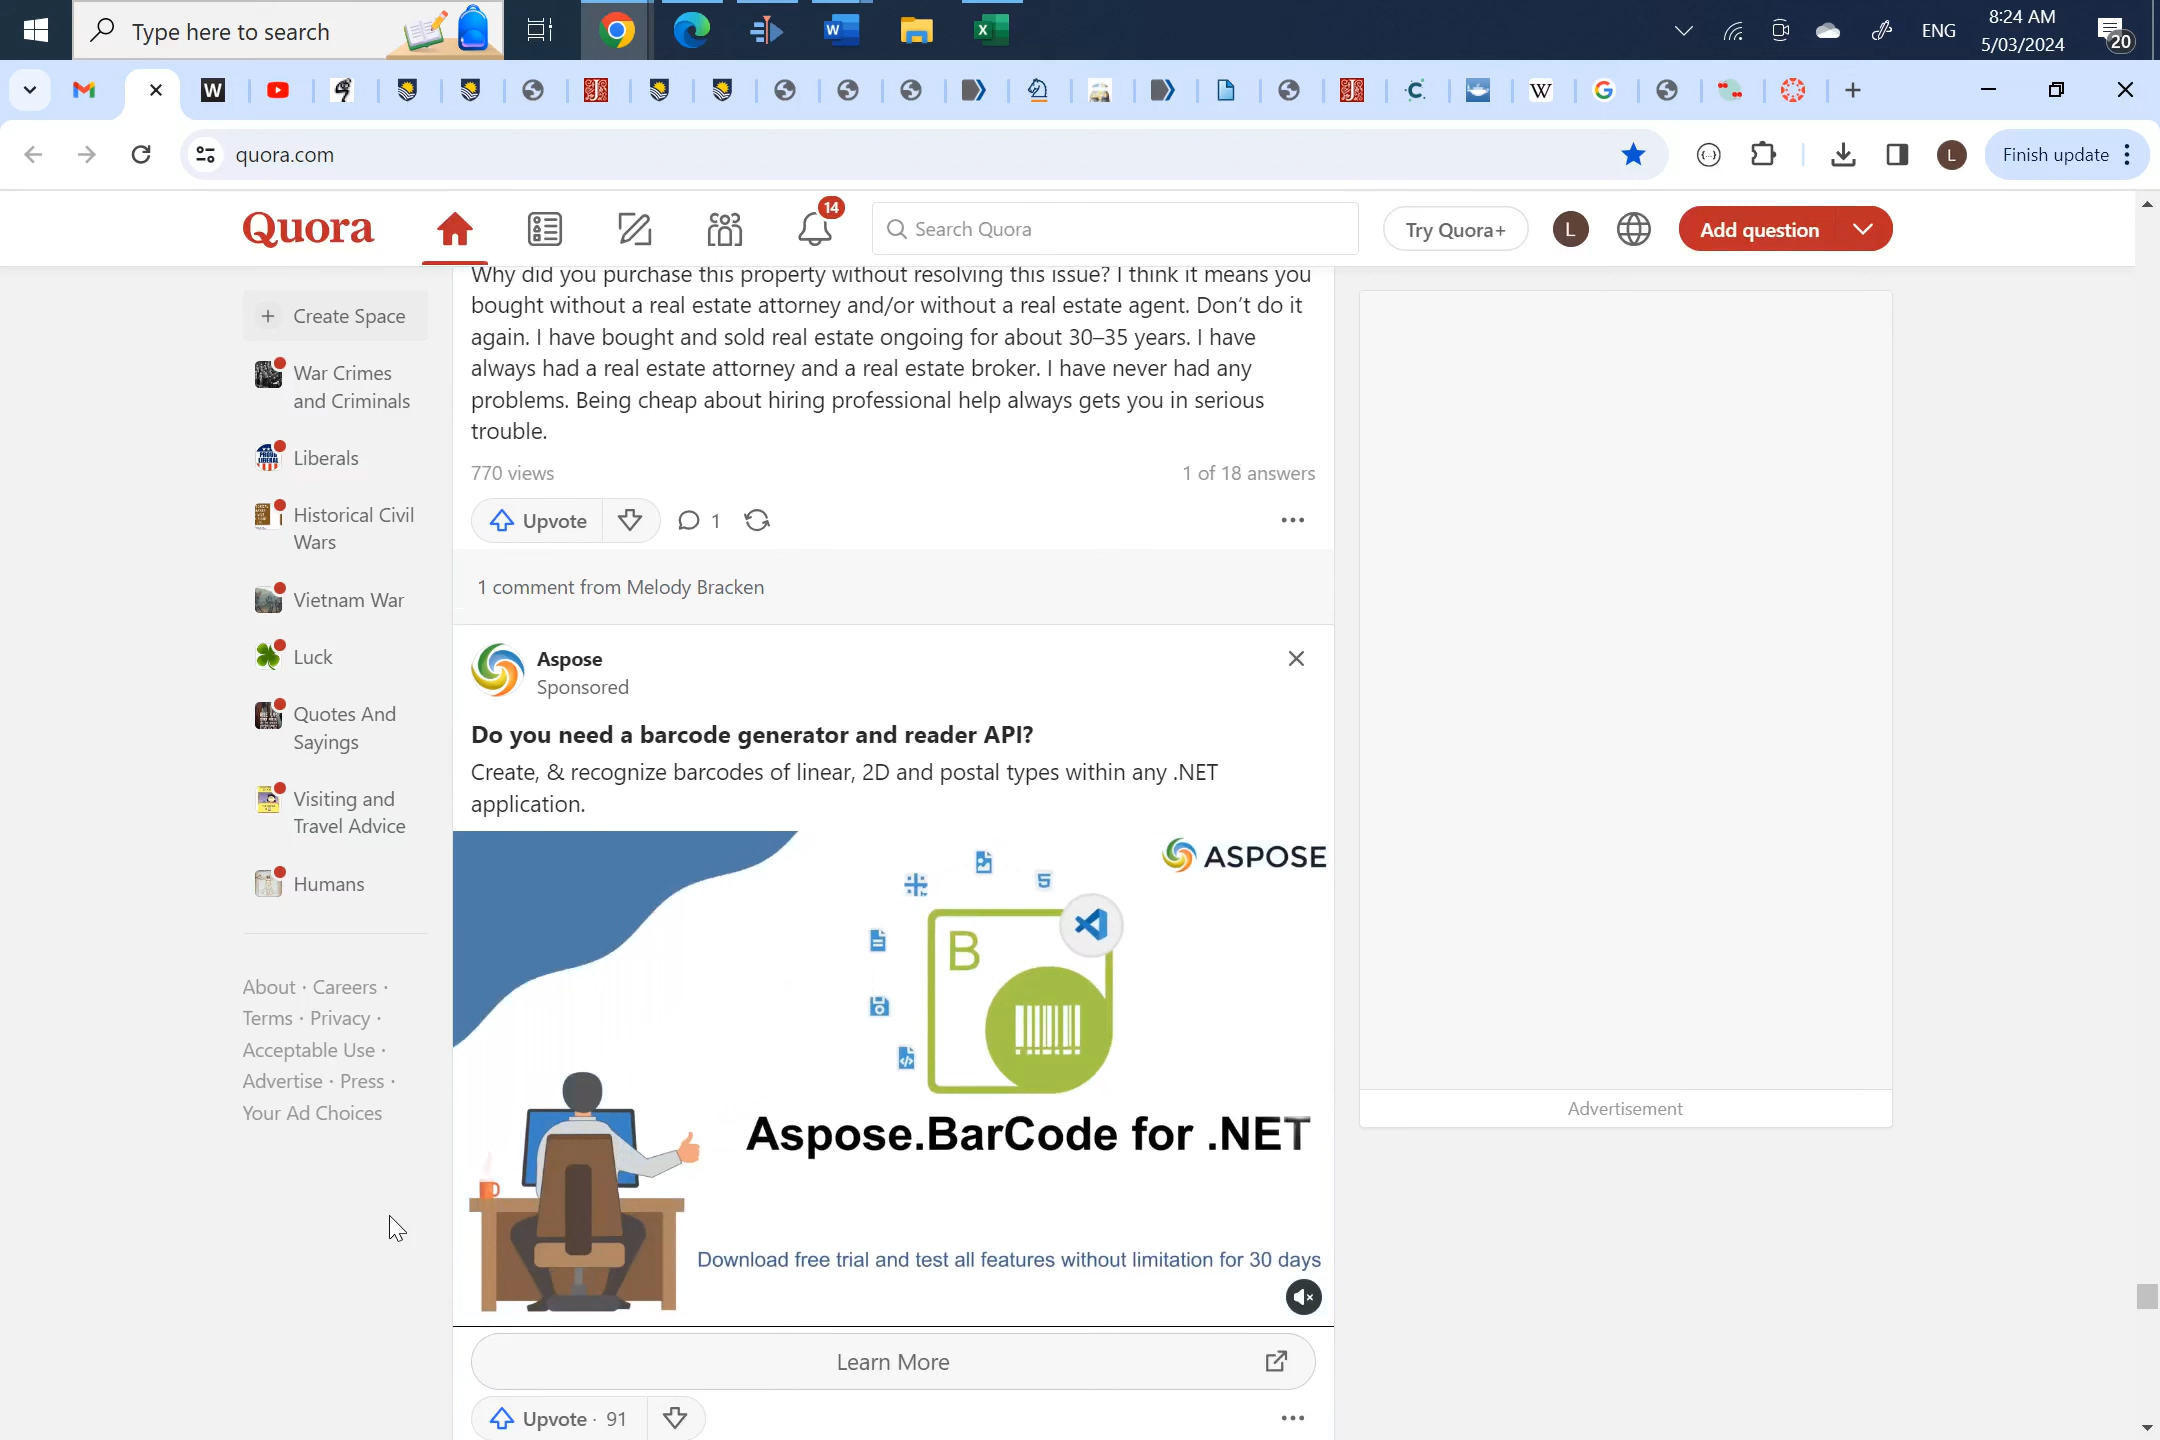 Type here to search
ENG
8:24 AM
5/03/2024
20
quora.com
L
Finish update
Quora
14
Search Quora
Try Quora+
L
Add question
Create Space
War Crimes
and Criminals
Liberals
Historical Civil
Wars
Vietnam War
Luck
Quotes And
Sayings
Visiting and
Travel Advice
Humans
About · Careers ·
Terms · Privacy ·
Acceptable Use ·
Advertise · Press ·
Your Ad Choices
Why did you purchase this property without resolving this issue? I think it means you
bought without a real estate attorney and/or without a real estate agent. Don’t do it
again. I have bought and sold real estate ongoing for about 30–35 years. I have
always had a real estate attorney and a real estate broker. I have never had any
problems. Being cheap about hiring professional help always gets you in serious
trouble.
770 views
1 of 18 answers
Upvote
1
1 comment from Melody Bracken
Aspose
Sponsored
Do you need a barcode generator and reader API?
Create, & recognize barcodes of linear, 2D and postal types within any .NET
application.
ASPOSE
B
Aspose.BarCode for .NET
Download free trial and test all features without limitation for 30 days
Learn More
Upvote · 91
Advertisement